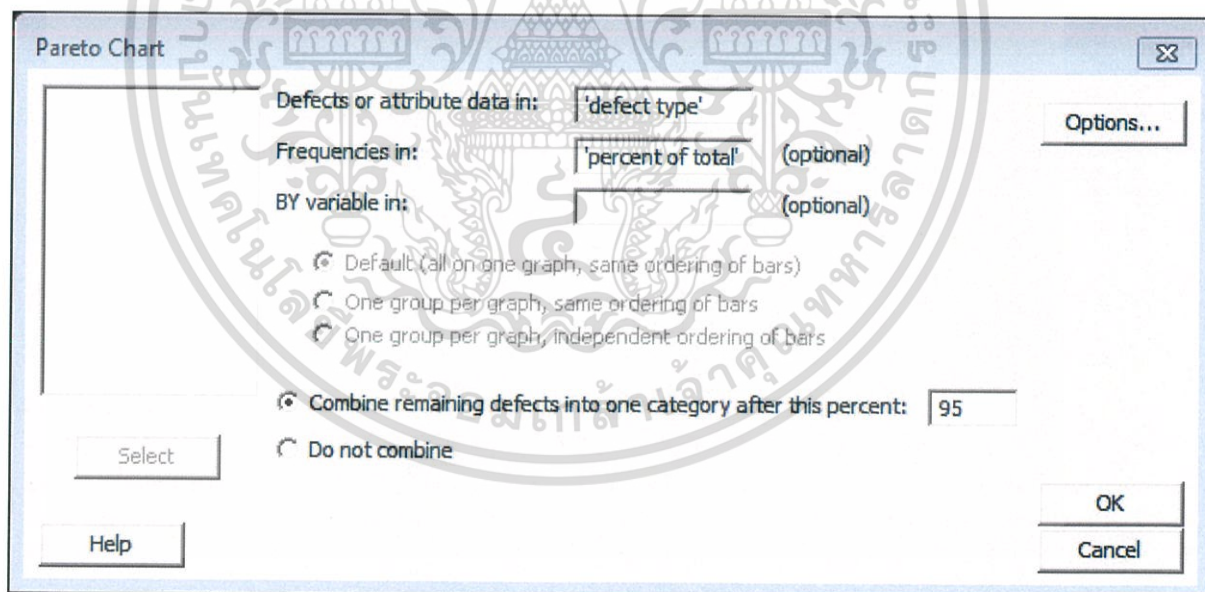 Pareto Chart
Defects or attribute data in: 'defect type'
Options...
Frequencies in: 'percent of total' (optional)
BY variable in: (optional)
Default (all on one graph, same ordering of bars)
One group per graph, same ordering of bars
One group per graph, independent ordering of bars
Combine remaining defects into one category after this percent: 95
Do not combine
Select
OK
Help
Cancel